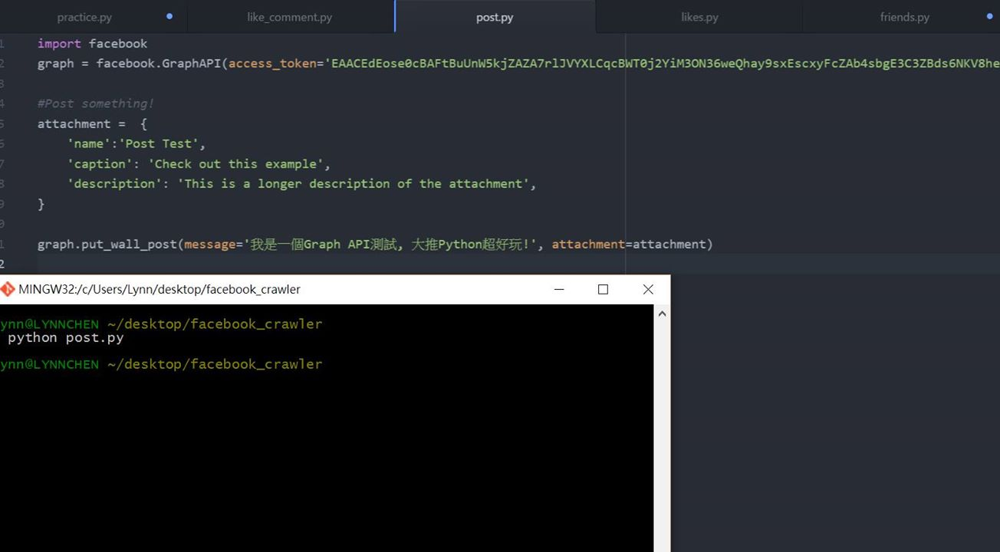 practice.py like_comment.py post.py likes.py friends.py
1 import facebook
2 graph = facebook.GraphAPI(access_token='EAACEdEose0cBAFtBuUnW5kjZAZA7rlJVYXLCqcBWT0j2YiM3ON36weQhay9sxEscxyFcZAb4sbgE3C3ZBds6NKV8he
3
4 #Post something!
5 attachment =  {
6     'name':'Post Test',
7     'caption': 'Check out this example',
8     'description': 'This is a longer description of the attachment',
9 }
0
1 graph.put_wall_post(message='我是一個Graph API測試, 大推Python超好玩!', attachment=attachment)
2
MINGW32:/c/Users/Lynn/desktop/facebook_crawler
ynn@LYNNCHEN ~/desktop/facebook_crawler
python post.py
ynn@LYNNCHEN ~/desktop/facebook_crawler